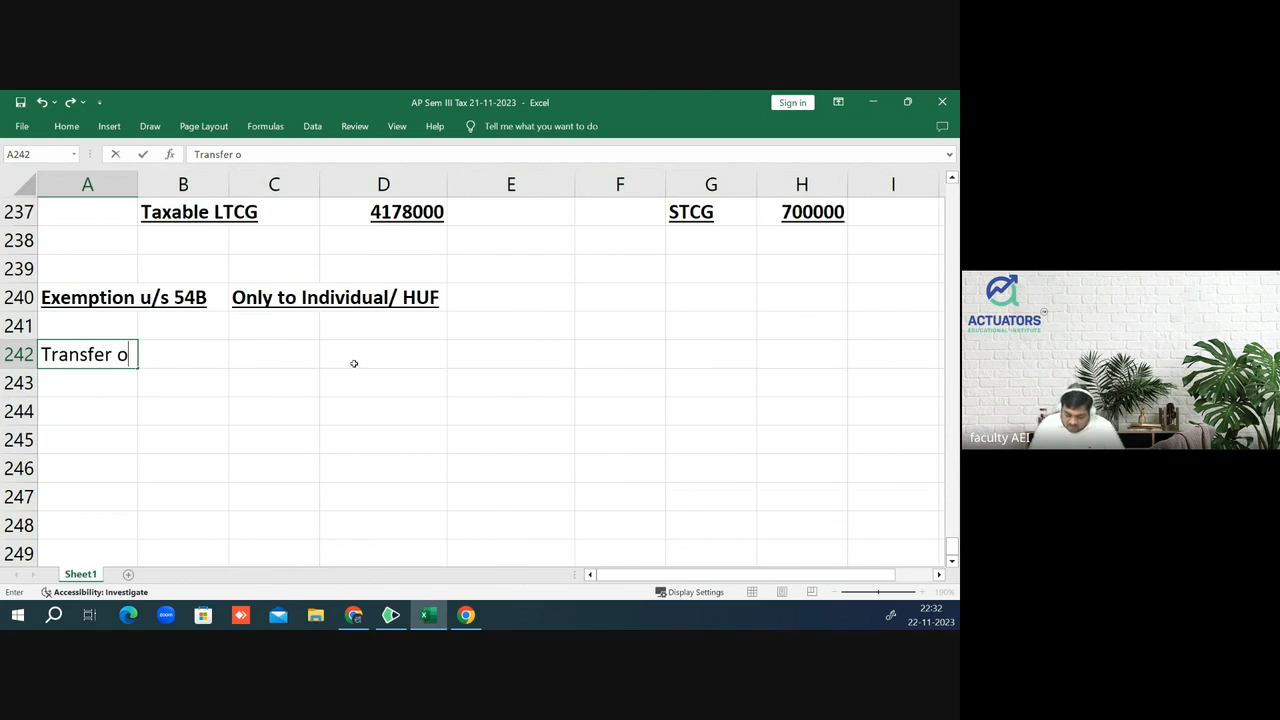 AP Sem III Tax 21-11-2023 - Excel
Sign in
File Home Insert Draw Page Layout Formulas Data Review View Help Tell me what you want to do
A242 fx Transfer o
A B C D E F G H I
237 Taxable LTCG 4178000 STCG 700000
238
239
240 Exemption u/s 54B Only to Individual/ HUF
241
242 Transfer o
243
244
245
246
247
248
249
Sheet1
Enter Accessibility: Investigate Display Settings 190%
zoom
22:32
22-11-2023
ACTUATORS
EDUCATIONAL INSTITUTE
faculty AEI